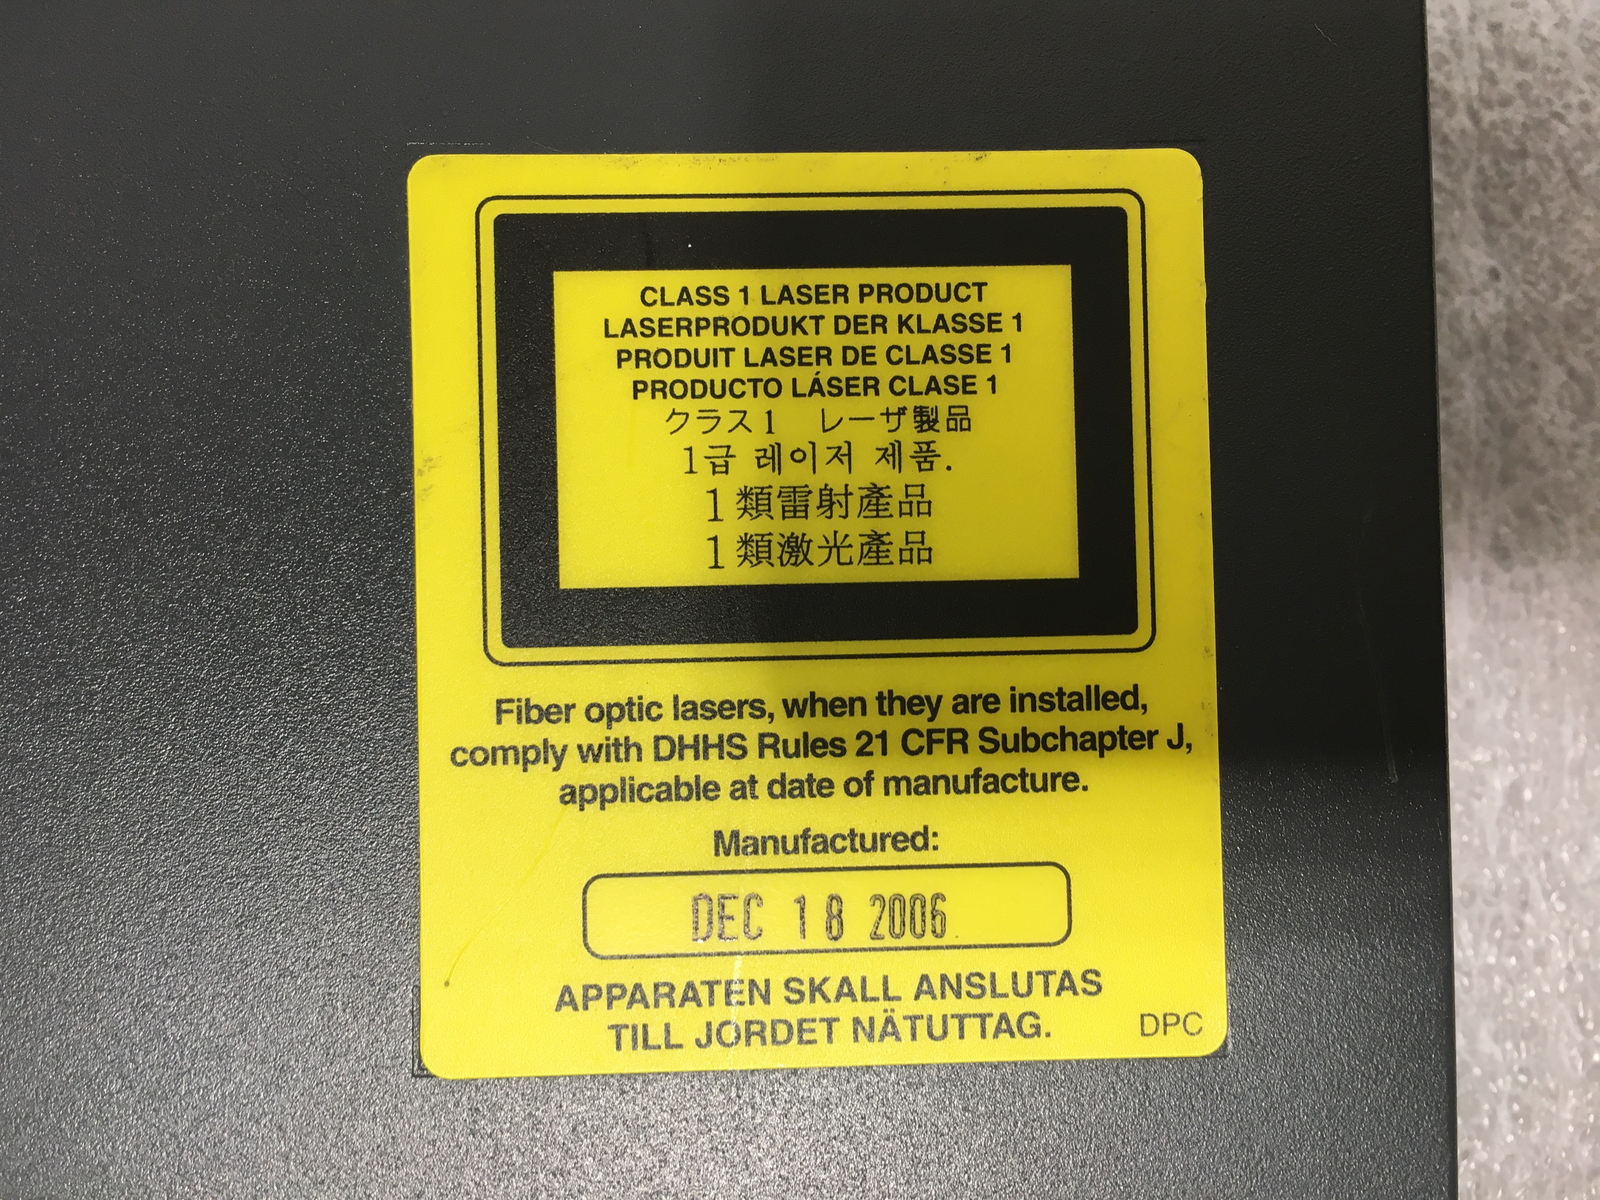 CLASS 1 LASER PRODUCT
LASERPRODUKT DER KLASSE 1
PRODUIT LASER DE CLASSE 1
PRODUCTO LÁSER CLASE 1
クラス1　レーザ製品
1급 레이저 제품.
1類雷射產品
1類激光產品
Fiber optic lasers, when they are installed,
comply with DHHS Rules 21 CFR Subchapter J,
applicable at date of manufacture.
Manufactured:
DEC 18 2006
APPARATEN SKALL ANSLUTAS
TILL JORDET NÄTUTTAG.
DPC